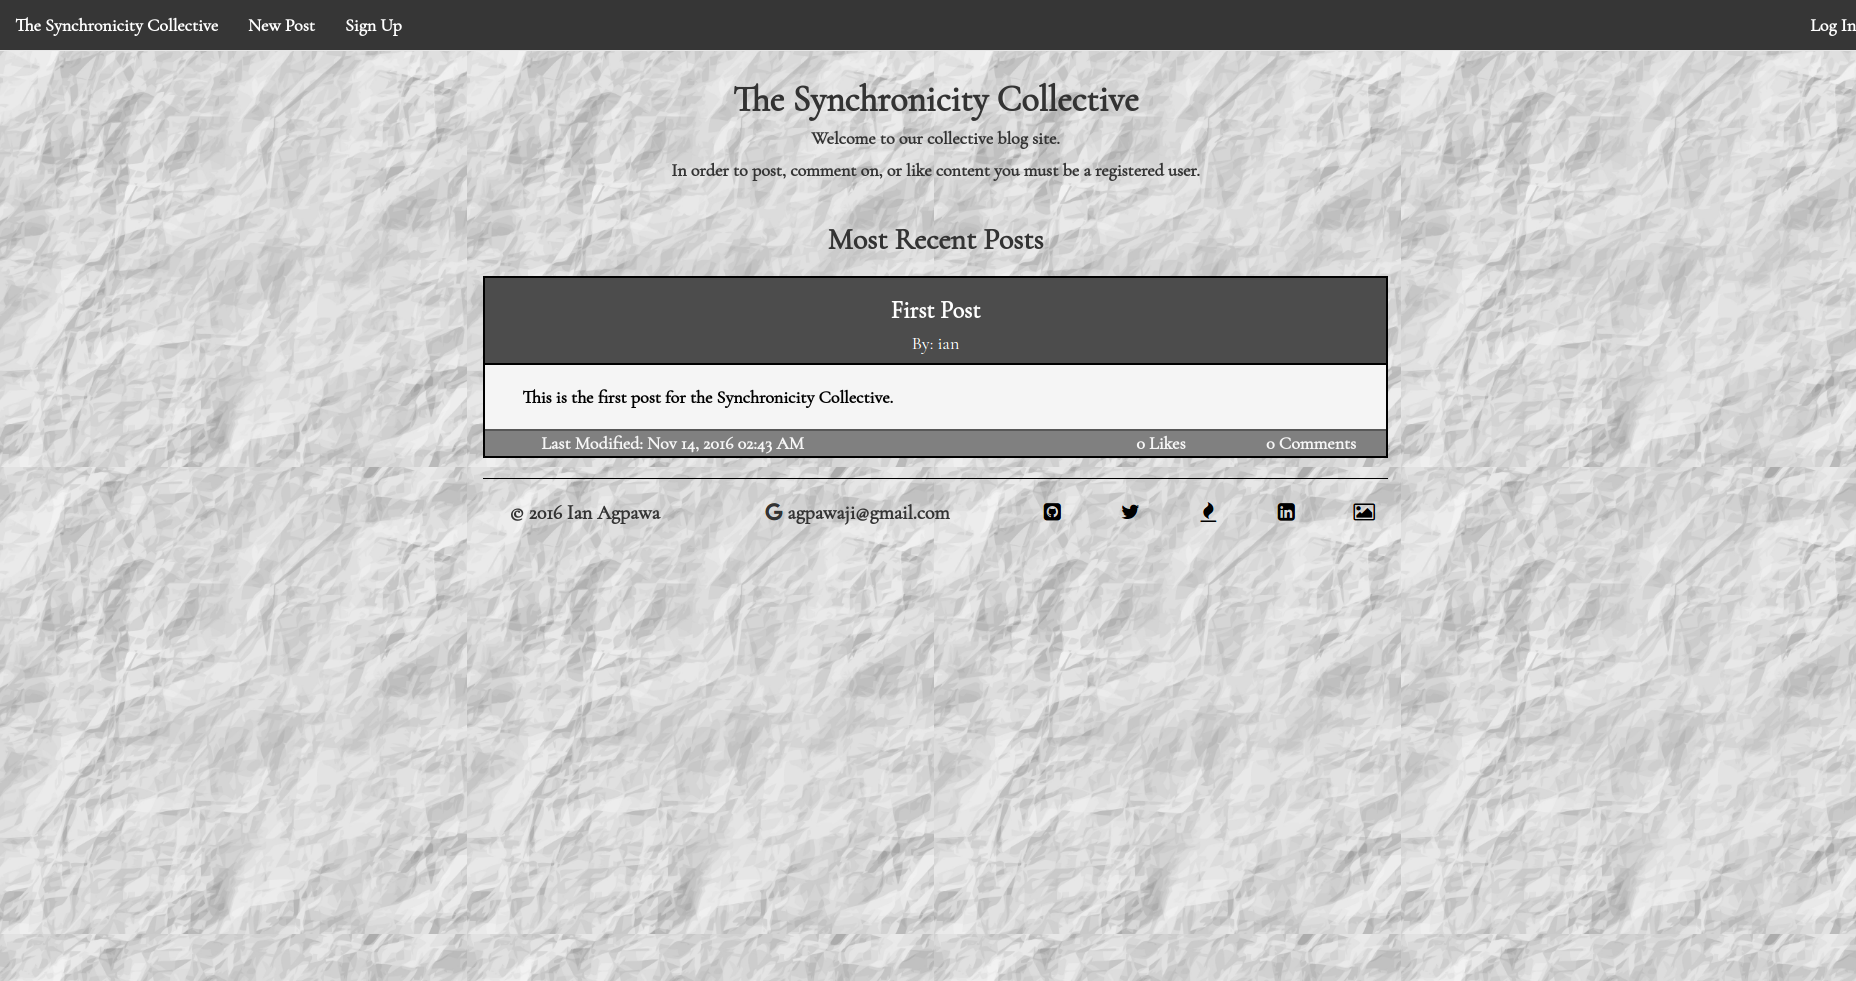 The Synchronicity Collective New Post Sign Up Log In
The Synchronicity Collective
Welcome to our collective blog site.
In order to post, comment on, or like content you must be a registered user.
Most Recent Posts
First Post
By: ian
This is the first post for the Synchronicity Collective.
Last Modified: Nov 14, 2016 02:43 AM 0 Likes 0 Comments
© 2016 Ian Agpawa agpawaji@gmail.com